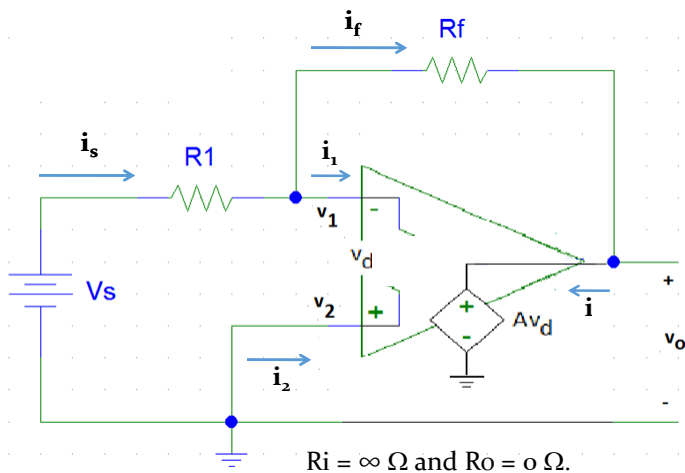 i_f
Rf
i_s
R1
i_1
v_1
-
v_d
Vs
v_2
+
+
-
Av_d
i
+
v_o
-
i_2
Ri = ∞ Ω and Ro = 0 Ω.